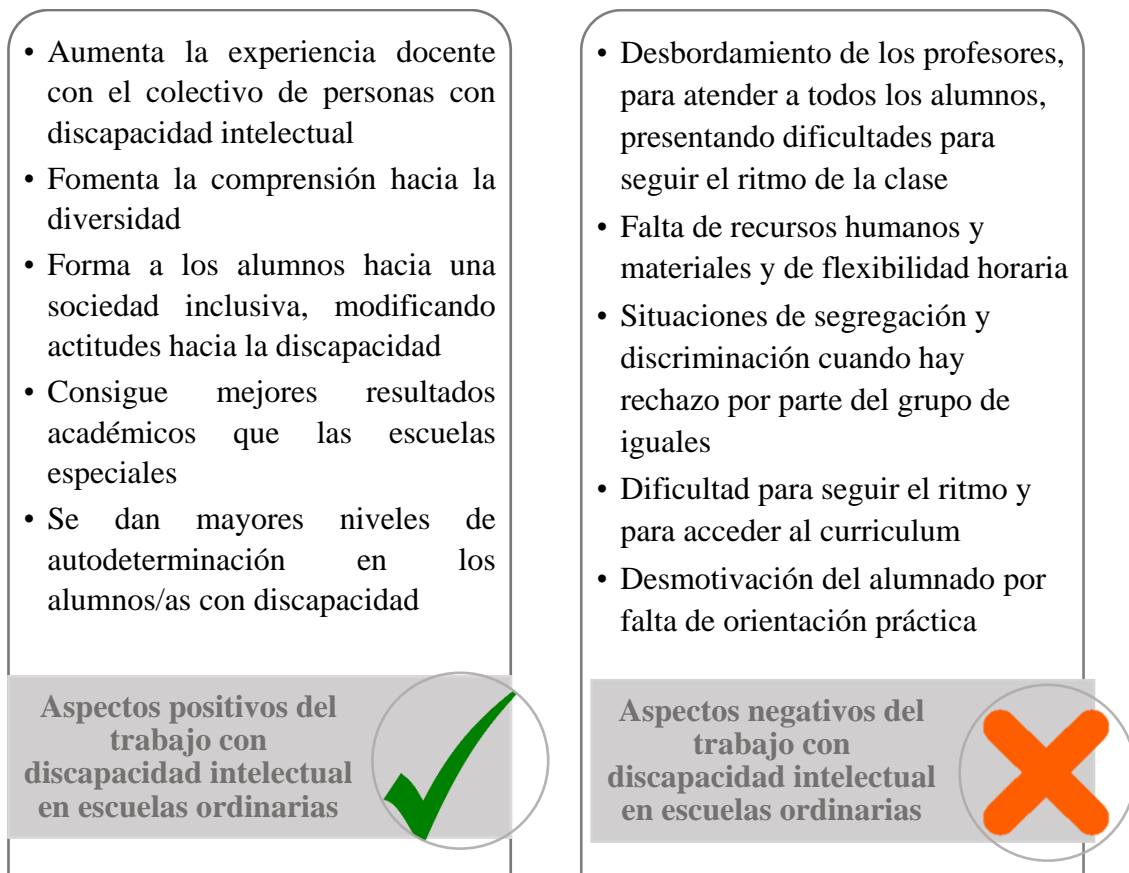 • Aumenta la experiencia docente
con el colectivo de personas con
discapacidad intelectual
• Fomenta la comprensión hacia la
diversidad
• Forma a los alumnos hacia una
sociedad inclusiva, modificando
actitudes hacia la discapacidad
• Consigue mejores resultados
académicos que las escuelas
especiales
• Se dan mayores niveles de
autodeterminación en los
alumnos/as con discapacidad
Aspectos positivos del
trabajo con
discapacidad intelectual
en escuelas ordinarias
• Desbordamiento de los profesores,
para atender a todos los alumnos,
presentando dificultades para
seguir el ritmo de la clase
• Falta de recursos humanos y
materiales y de flexibilidad horaria
• Situaciones de segregación y
discriminación cuando hay
rechazo por parte del grupo de
iguales
• Dificultad para seguir el ritmo y
para acceder al curriculum
• Desmotivación del alumnado por
falta de orientación práctica
Aspectos negativos del
trabajo con
discapacidad intelectual
en escuelas ordinarias